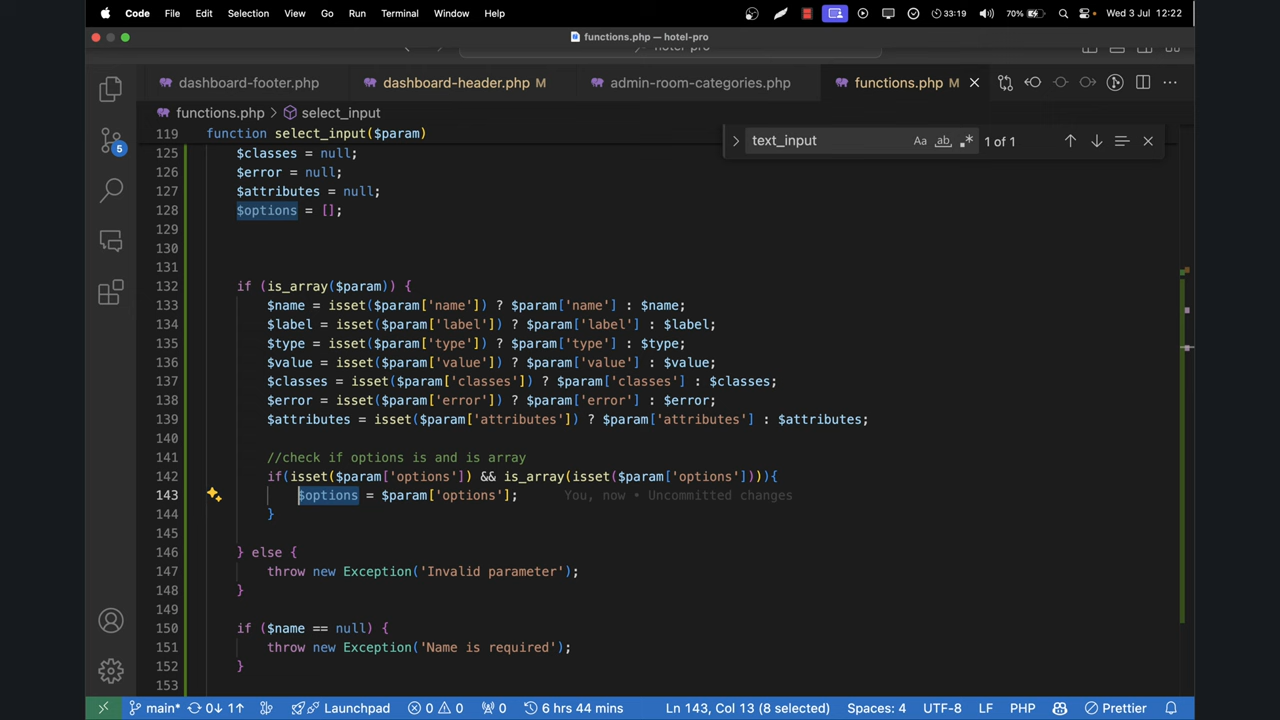 Code File Edit Selection View Go Run Terminal Window Help 33:19 70% Wed 3 Jul 12:22
functions.php — hotel-pro
hotel-pro
dashboard-footer.php dashboard-header.php M admin-room-categories.php functions.php M
functions.php > select_input
text_input Aa ab 1 of 1
5
119 function select_input($param)
125 $classes = null;
126 $error = null;
127 $attributes = null;
128 $options = [];
129
130
131
132 if (is_array($param)) {
133 $name = isset($param['name']) ? $param['name'] : $name;
134 $label = isset($param['label']) ? $param['label'] : $label;
135 $type = isset($param['type']) ? $param['type'] : $type;
136 $value = isset($param['value']) ? $param['value'] : $value;
137 $classes = isset($param['classes']) ? $param['classes'] : $classes;
138 $error = isset($param['error']) ? $param['error'] : $error;
139 $attributes = isset($param['attributes']) ? $param['attributes'] : $attributes;
140
141 //check if options is and is array
142 if(isset($param['options']) && is_array(isset($param['options']))){
143 $options = $param['options']; You, now • Uncommitted changes
144 }
145
146 } else {
147 throw new Exception('Invalid parameter');
148 }
149
150 if ($name == null) {
151 throw new Exception('Name is required');
152 }
153
main* 0↓ 1↑ Launchpad 0 0 0 6 hrs 44 mins Ln 143, Col 13 (8 selected) Spaces: 4 UTF-8 LF PHP Prettier